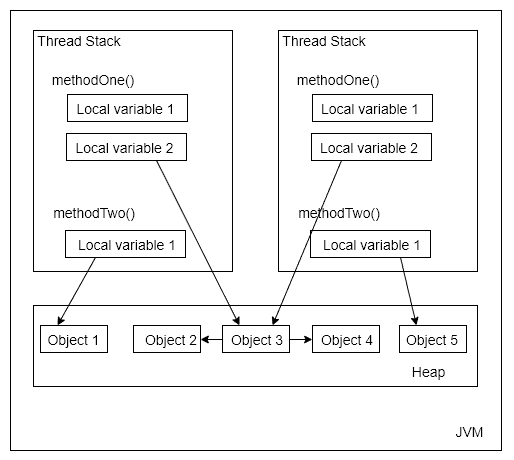 Thread Stack
methodOne()
Local variable 1
Local variable 2
methodTwo()
Local variable 1
Thread Stack
methodOne()
Local variable 1
Local variable 2
methodTwo()
Local variable 1
Object 1
Object 2
Object 3
Object 4
Object 5
Heap
JVM